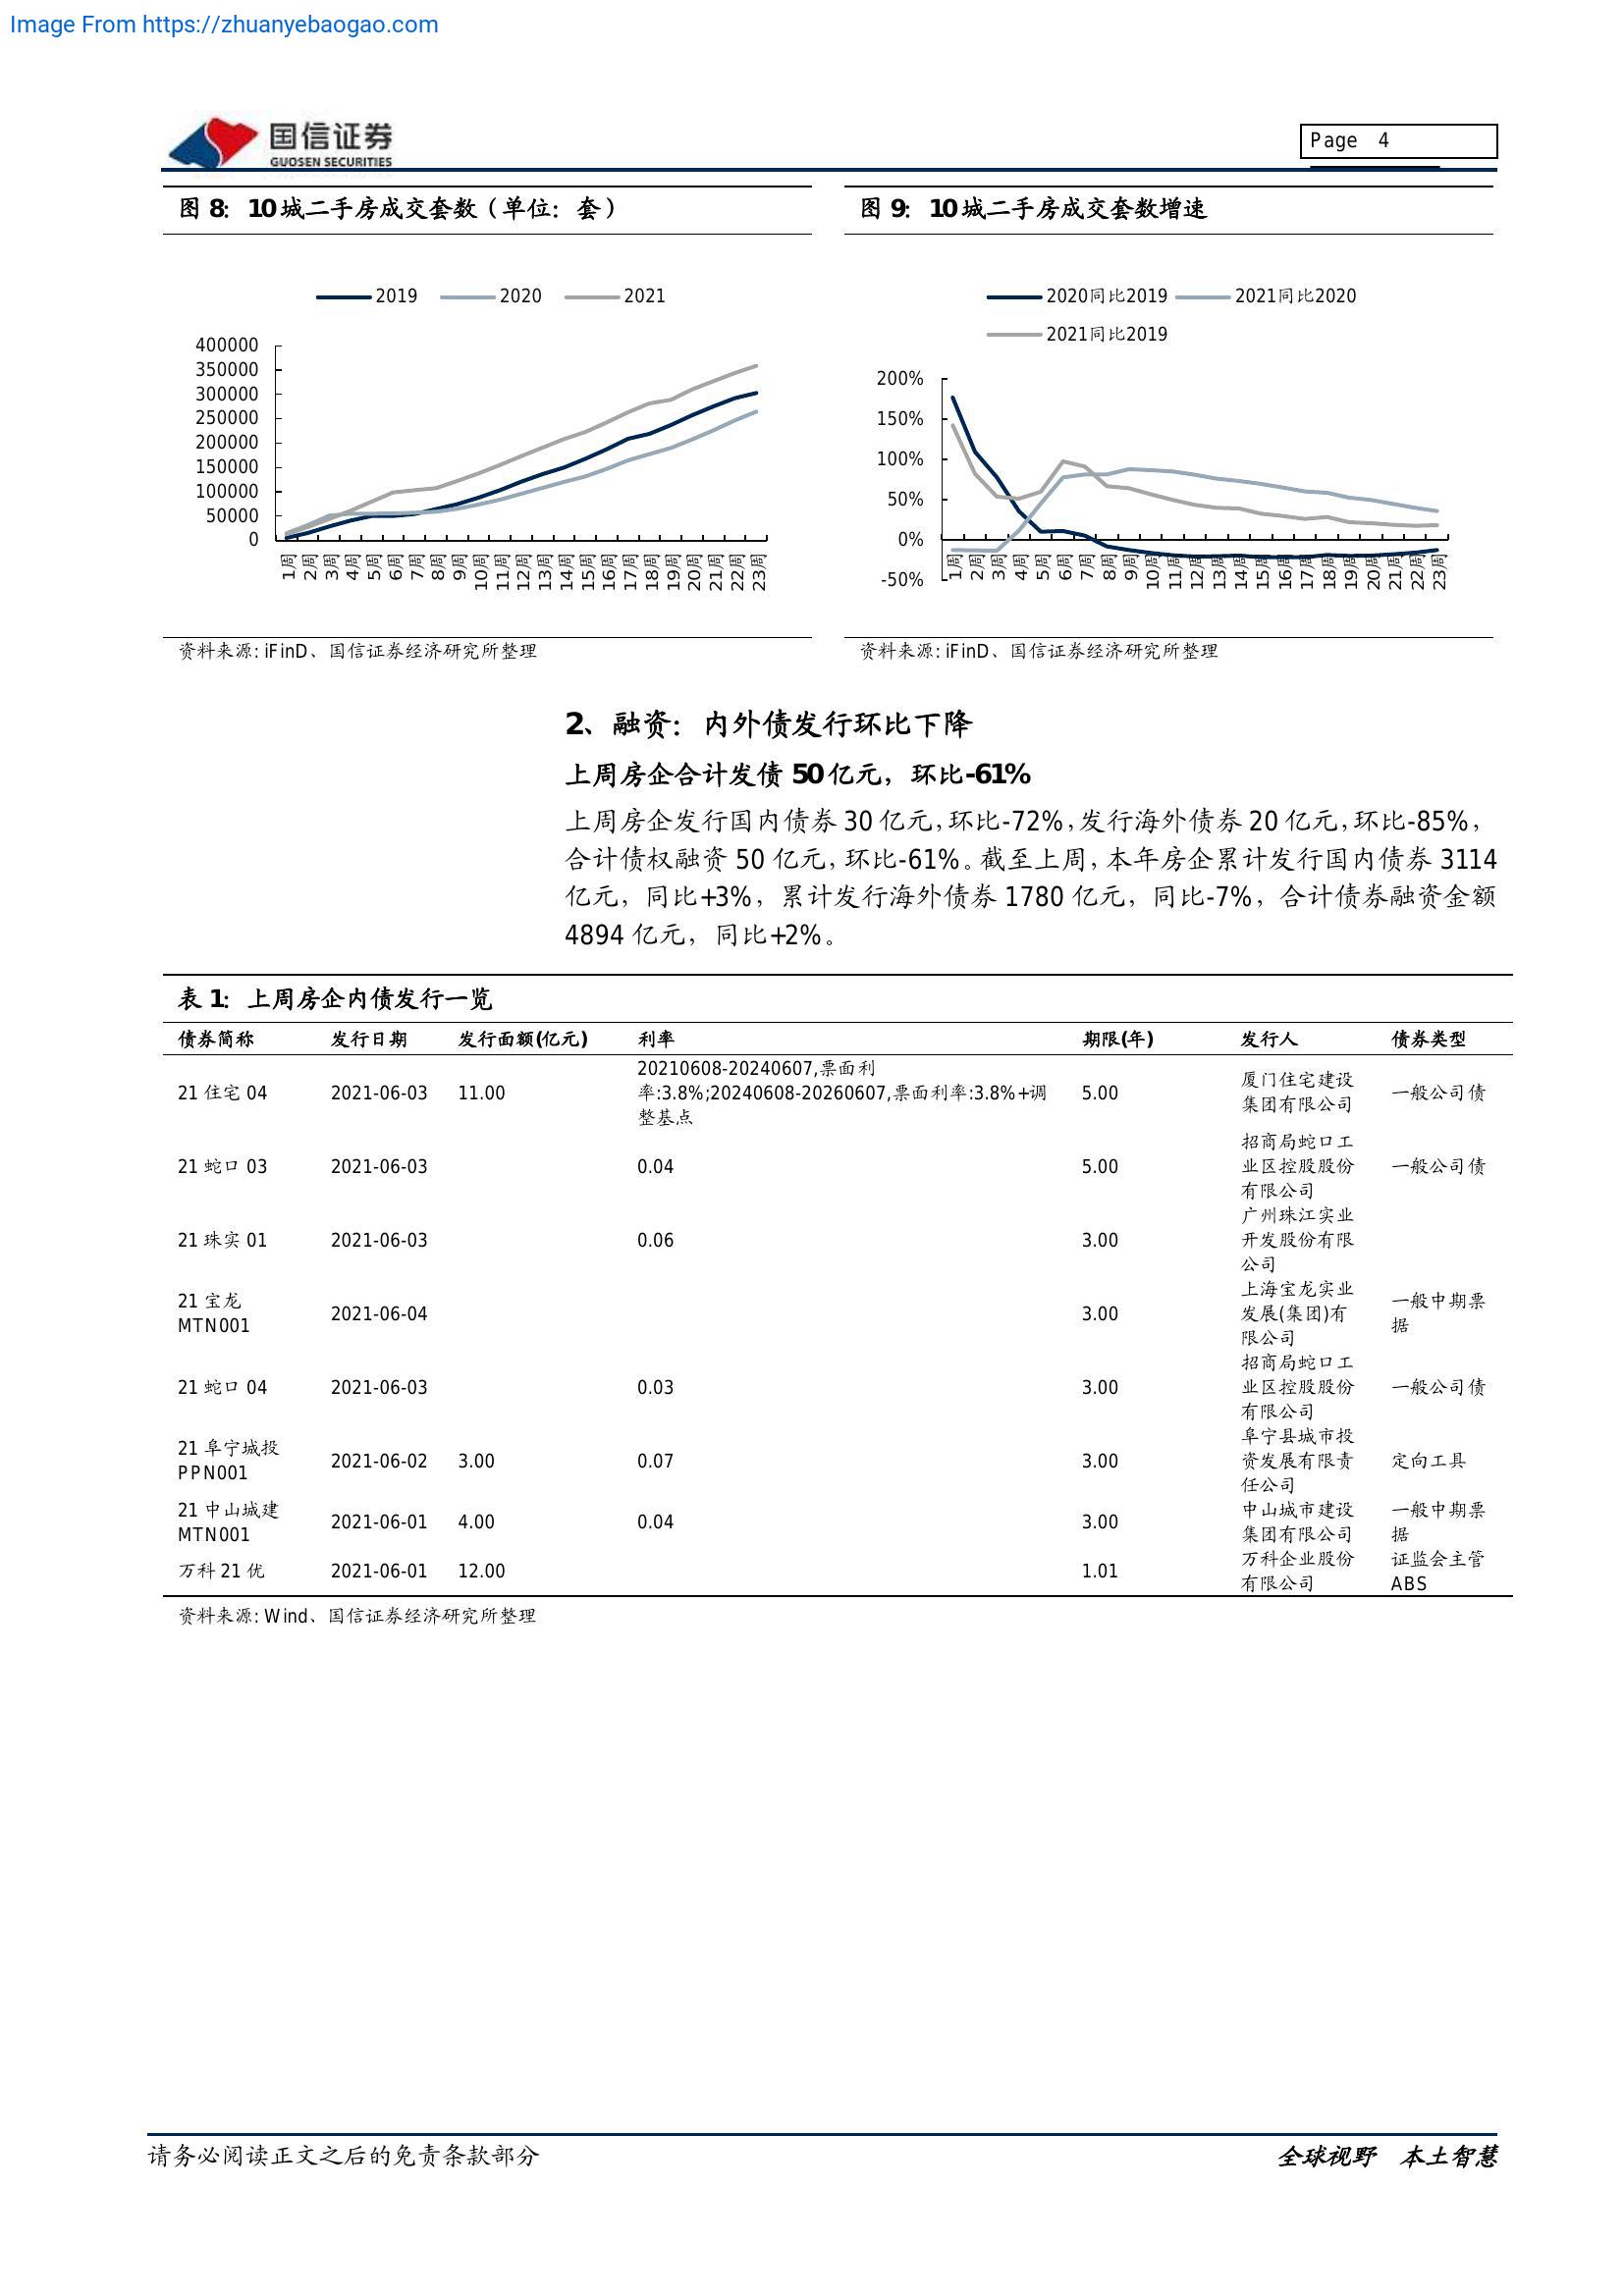 Image From https://zhuanyebaogao.com
国信证券
GUOSEN SECURITIES
Page 4
图 8：10 城二手房成交套数（单位：套）
2019 2020 2021
400000
350000
300000
250000
200000
150000
100000
50000
0
1周 2周 3周 4周 5周 6周 7周 8周 9周 10周 11周 12周 13周 14周 15周 16周 17周 18周 19周 20周 21周 22周 23周
资料来源: iFinD、国信证券经济研究所整理
图 9：10 城二手房成交套数增速
2020同比2019 2021同比2020
2021同比2019
200%
150%
100%
50%
0%
-50%
1周 2周 3周 4周 5周 6周 7周 8周 9周 10周 11周 12周 13周 14周 15周 16周 17周 18周 19周 20周 21周 22周 23周
资料来源: iFinD、国信证券经济研究所整理
2、融资：内外债发行环比下降
上周房企合计发债 50 亿元，环比-61%
上周房企发行国内债券 30 亿元，环比-72%，发行海外债券 20 亿元，环比-85%，
合计债权融资 50 亿元，环比-61%。截至上周，本年房企累计发行国内债券 3114
亿元，同比+3%，累计发行海外债券 1780 亿元，同比-7%，合计债券融资金额
4894 亿元，同比+2%。
表 1：上周房企内债发行一览
债券简称 发行日期 发行面额(亿元) 利率 期限(年) 发行人 债券类型
21 住宅 04 2021-06-03 11.00 20210608-20240607,票面利
率:3.8%;20240608-20260607,票面利率:3.8%+调
整基点 5.00 厦门住宅建设
集团有限公司 一般公司债
21 蛇口 03 2021-06-03 0.04 5.00 招商局蛇口工
业区控股股份
有限公司 一般公司债
21 珠实 01 2021-06-03 0.06 3.00 广州珠江实业
开发股份有限
公司
21 宝龙
MTN001 2021-06-04 3.00 上海宝龙实业
发展(集团)有
限公司 一般中期票
据
21 蛇口 04 2021-06-03 0.03 3.00 招商局蛇口工
业区控股股份
有限公司 一般公司债
21 阜宁城投
PPN001 2021-06-02 3.00 0.07 3.00 阜宁县城市投
资发展有限责
任公司 定向工具
21 中山城建
MTN001 2021-06-01 4.00 0.04 3.00 中山城市建设
集团有限公司 一般中期票
据
万科 21 优 2021-06-01 12.00 1.01 万科企业股份
有限公司 证监会主管
ABS
资料来源: Wind、国信证券经济研究所整理
请务必阅读正文之后的免责条款部分
全球视野 本土智慧